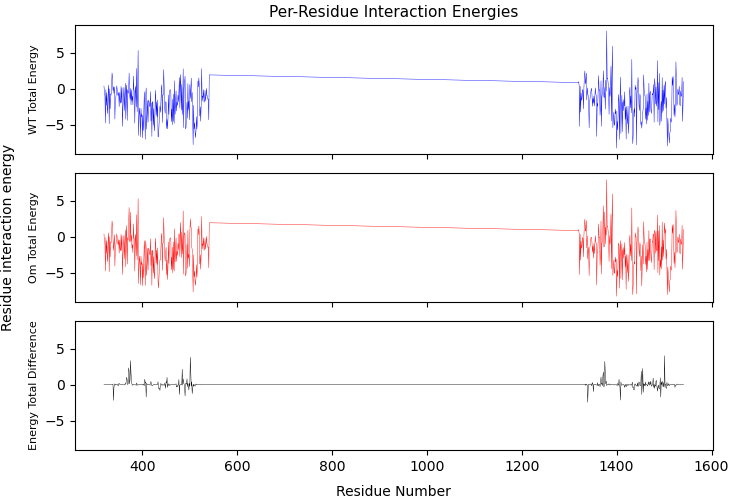 Per-Residue Interaction Energies
Residue interaction energy
WT Total Energy
5
0
−5
Om Total Energy
5
0
−5
Energy Total Difference
5
0
−5
400 600 800 1000 1200 1400 1600
Residue Number